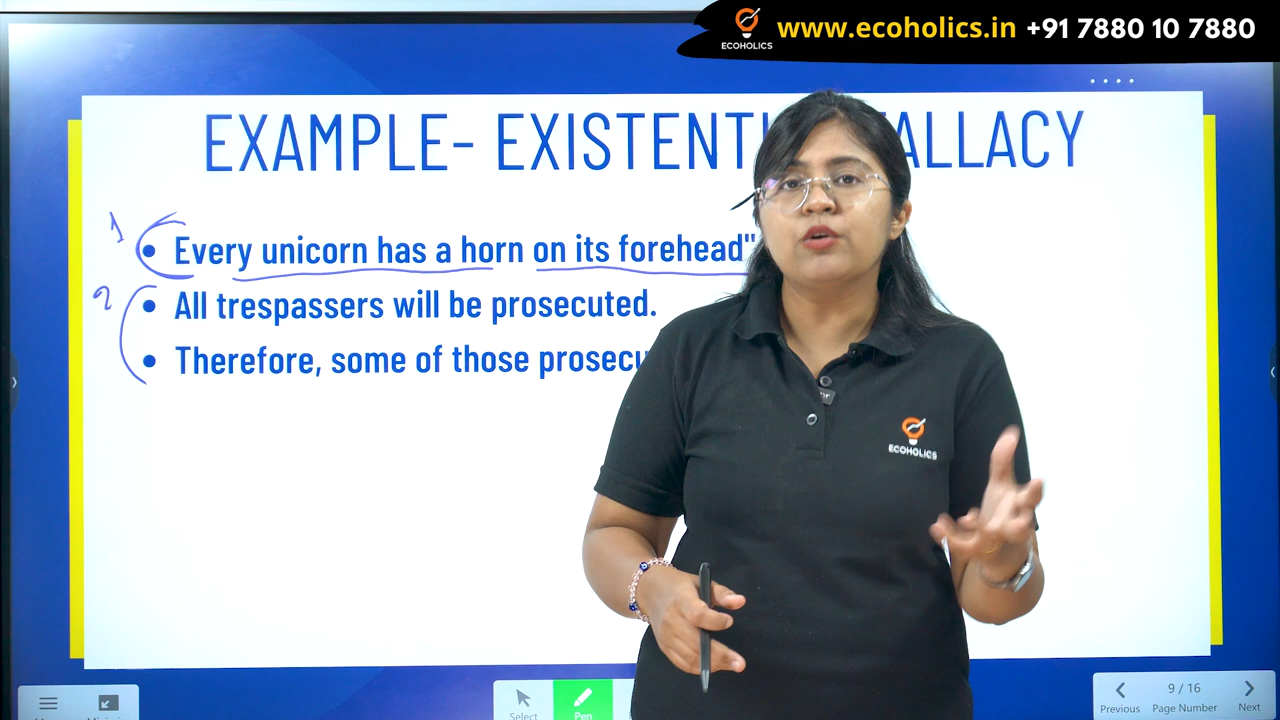 www.ecoholics.in +91 7880 10 7880
ECOHOLICS
EXAMPLE- EXISTENTI ALLACY
1
• Every unicorn has a horn on its forehead"
2
• All trespassers will be prosecuted.
• Therefore, some of those prosecu
ECOHOLICS
Select
Pen
9 / 16
Previous Page Number Next